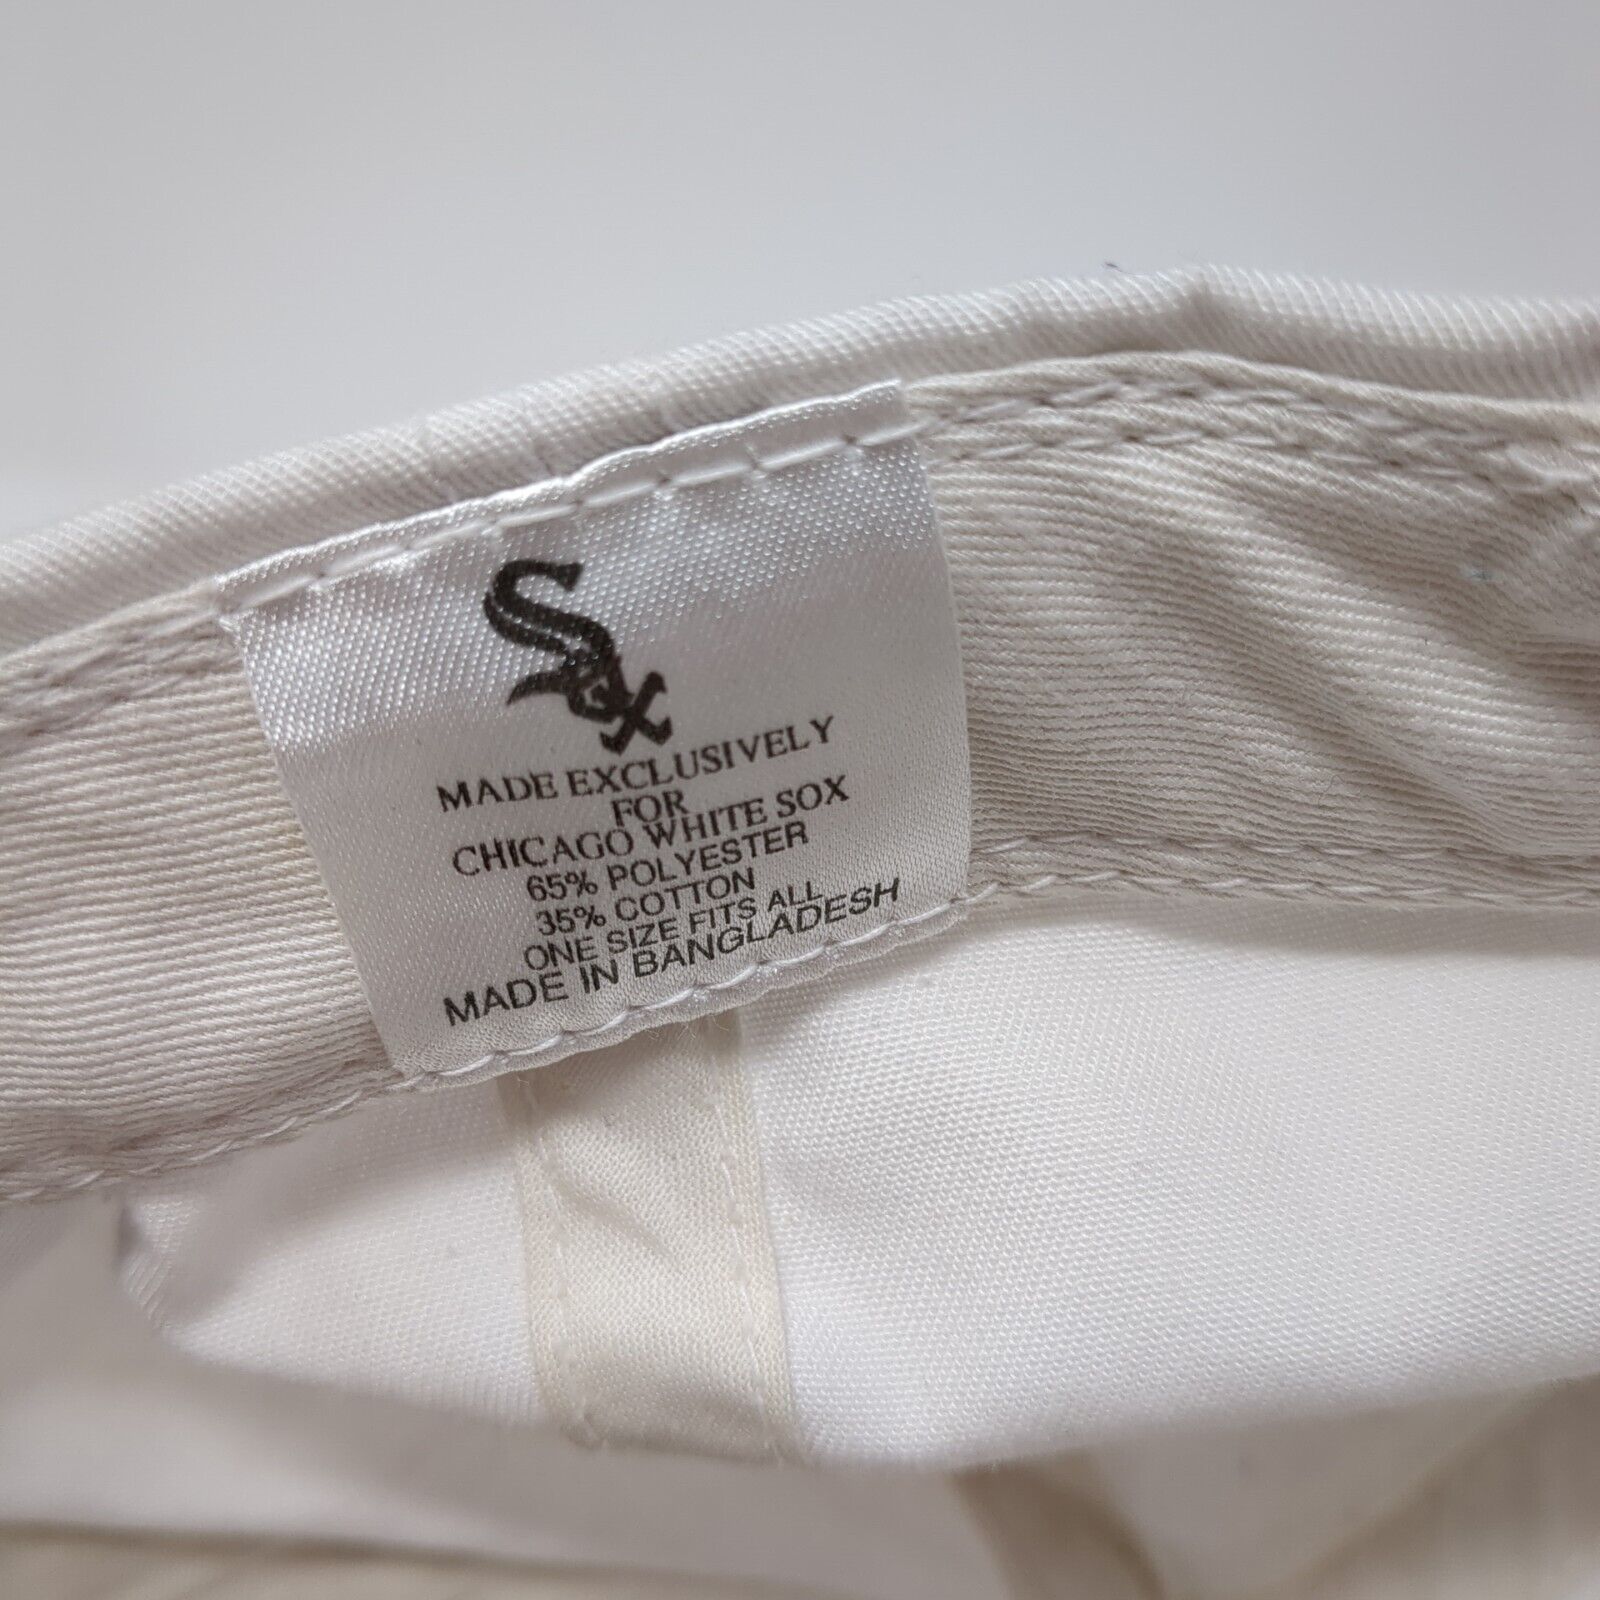 Sox
MADE EXCLUSIVELY
FOR
CHICAGO WHITE SOX
65% POLYESTER
35% COTTON
ONE SIZE FITS ALL
MADE IN BANGLADESH